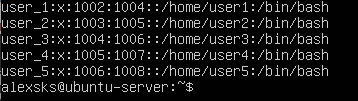 user_1:x:1002:1004::/home/user1:/bin/bash
user_2:x:1003:1005::/home/user2:/bin/bash
user_3:x:1004:1006::/home/user3:/bin/bash
user_4:x:1005:1007::/home/user4:/bin/bash
user_5:x:1006:1008::/home/user5:/bin/bash
alexsks@ubuntu-server:~$